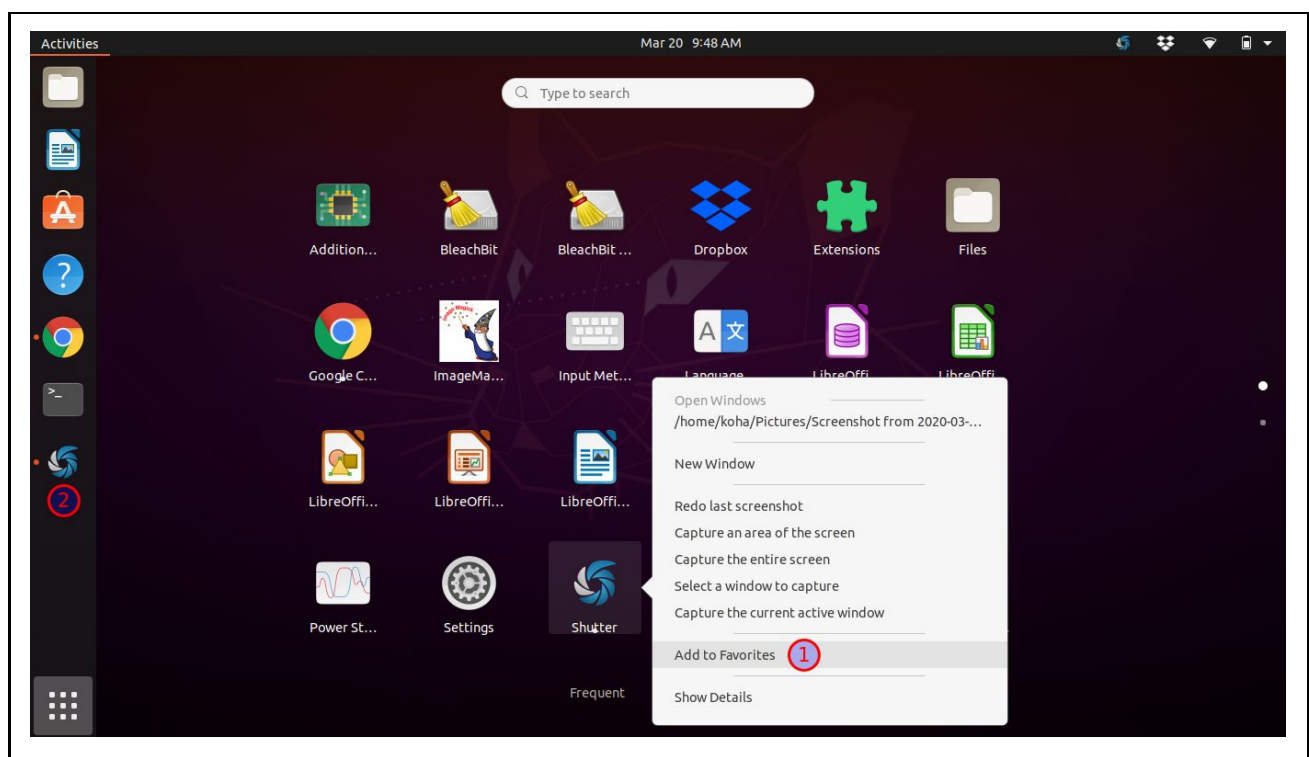 Activities
Mar 20 9:48 AM
Type to search
Addition...
BleachBit
BleachBit ...
Dropbox
Extensions
Files
Google C...
ImageMa...
Input Met...
Language
LibreOffi
LibreOffi
LibreOffi...
LibreOffi...
LibreOffi...
Power St...
Settings
Shutter
Open Windows
/home/koha/Pictures/Screenshot from 2020-03-...
New Window
Redo last screenshot
Capture an area of the screen
Capture the entire screen
Select a window to capture
Capture the current active window
Add to Favorites 1
Show Details
2
Frequent